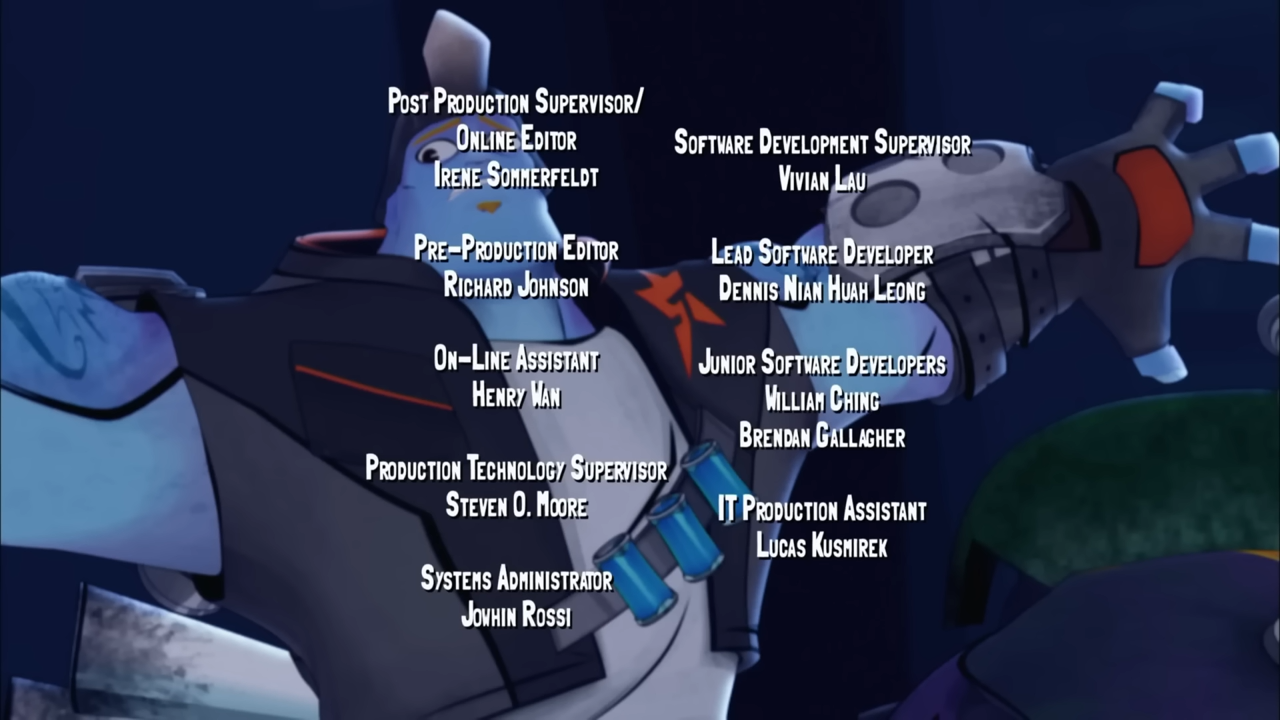 Post Production Supervisor/
Online Editor
Irene Sommerfeldt
Pre-Production Editor
Richard Johnson
On-Line Assistant
Henry Wan
Production Technology Supervisor
Steven O. Moore
Systems Administrator
Jowhin Rossi
Software Development Supervisor
Vivian Lau
Lead Software Developer
Dennis Nian Huah Leong
Junior Software Developers
William Ching
Brendan Gallagher
IT Production Assistant
Lucas Kusmirek